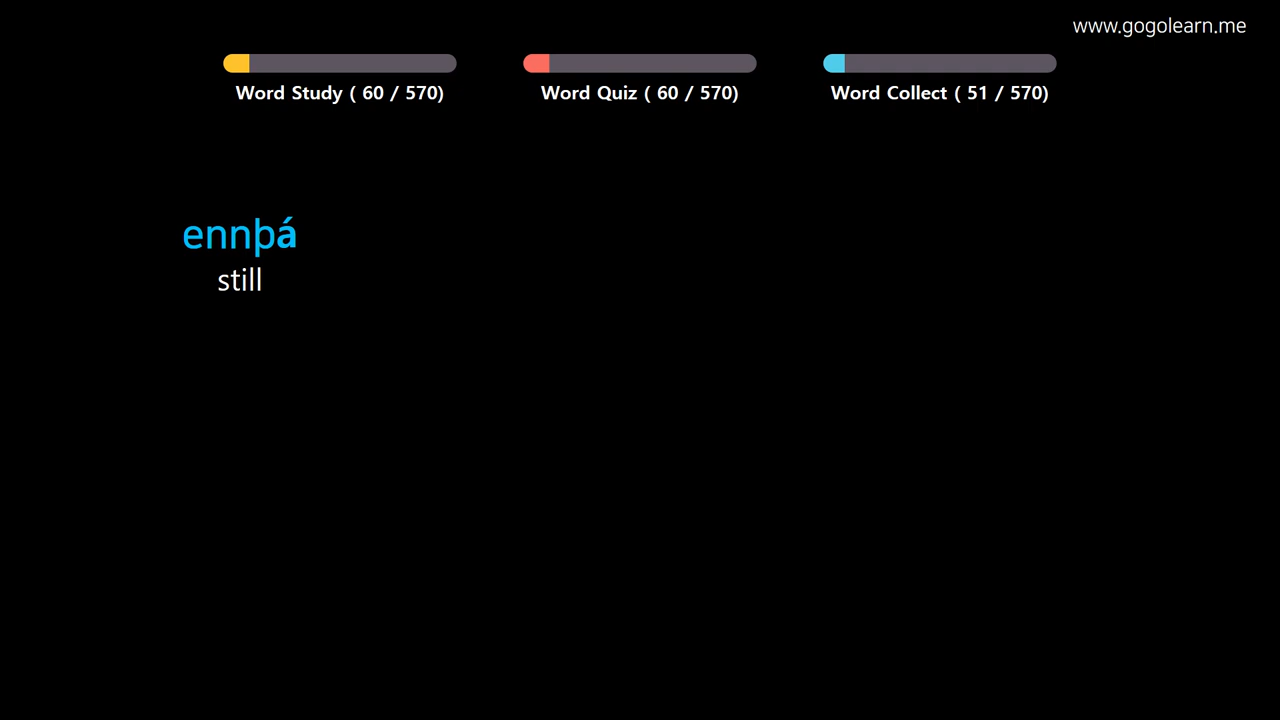 www.gogolearn.me
Word Study ( 60 / 570)
Word Quiz ( 60 / 570)
Word Collect ( 51 / 570)
ennþá
still